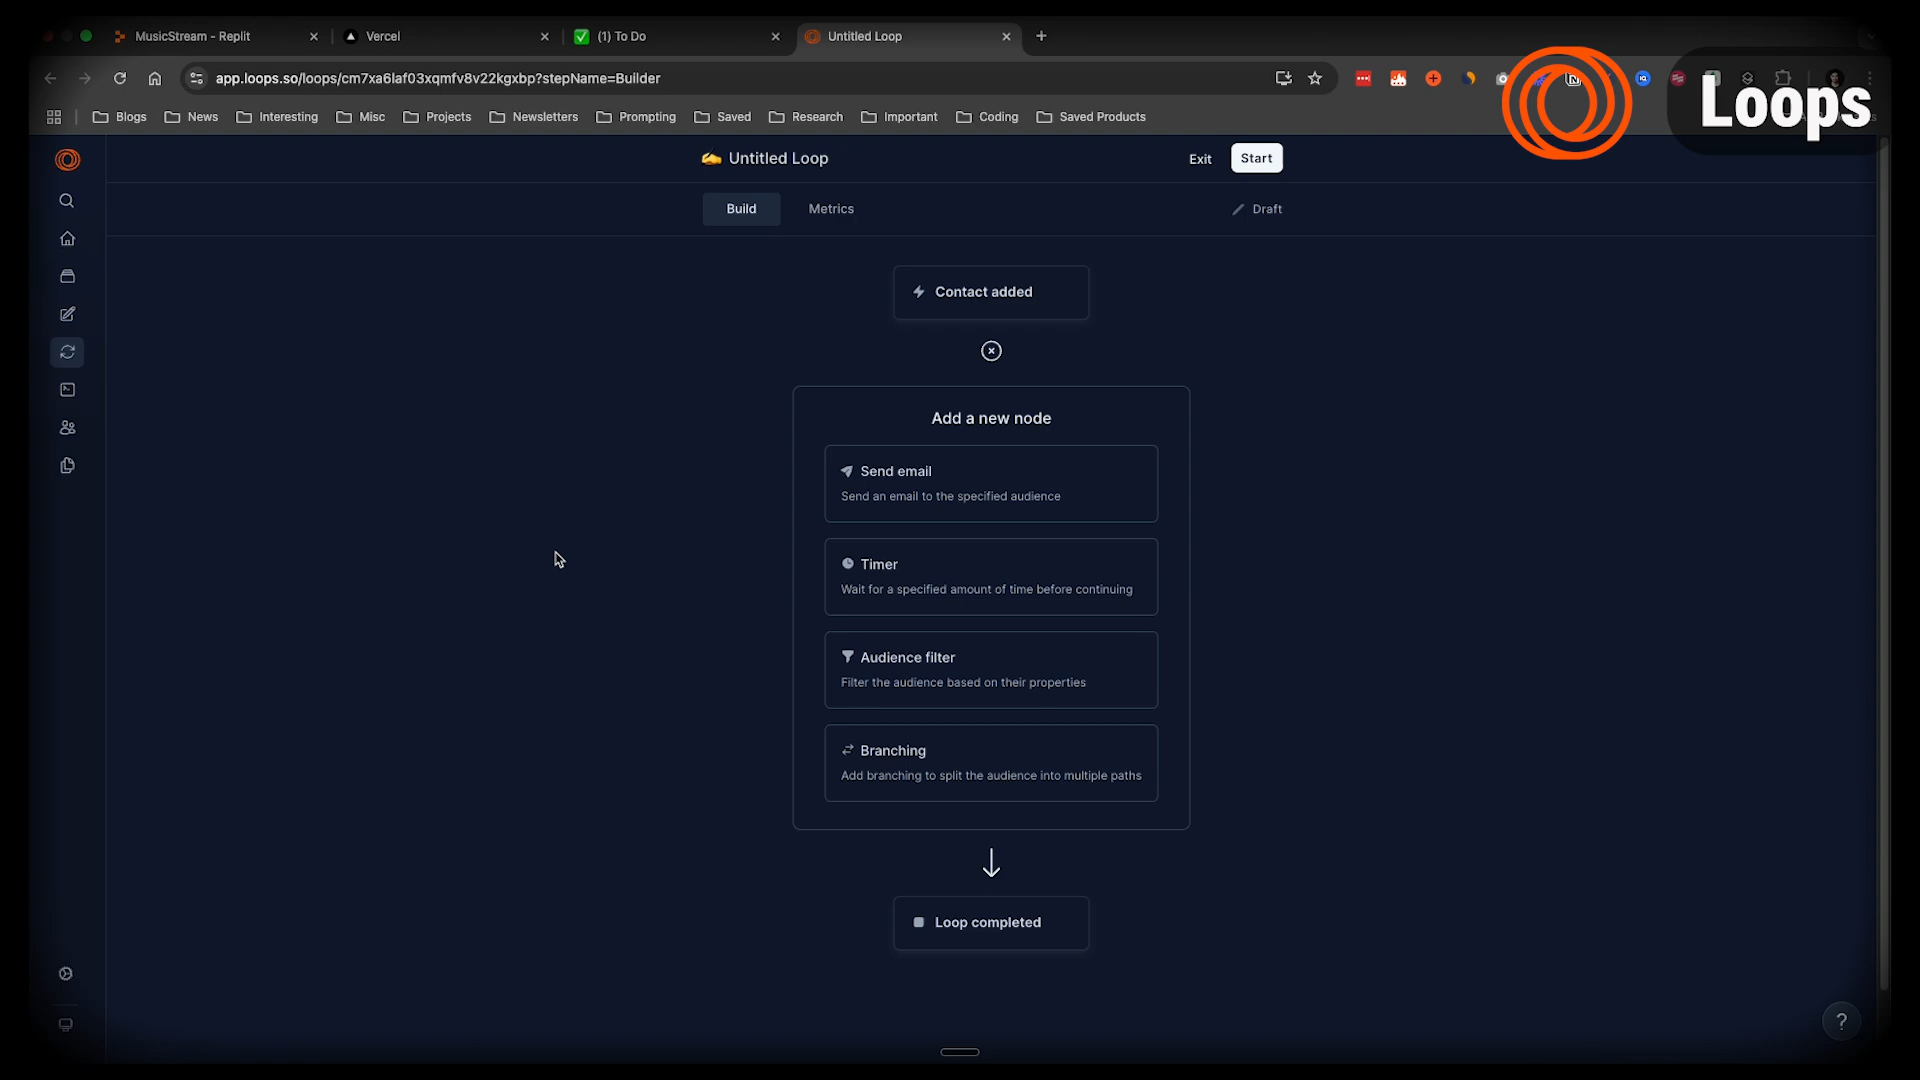 MusicStream - Replit
Vercel
(1) To Do
Untitled Loop
app.loops.so/loops/cm7xa6laf03xqmfv8v22kgxbp?stepName=Builder
Blogs
News
Interesting
Misc
Projects
Newsletters
Prompting
Saved
Research
Important
Coding
Saved Products
Loops
Untitled Loop
Exit
Start
Build
Metrics
Draft
Contact added
Add a new node
Send email
Send an email to the specified audience
Timer
Wait for a specified amount of time before continuing
Audience filter
Filter the audience based on their properties
Branching
Add branching to split the audience into multiple paths
Loop completed
?